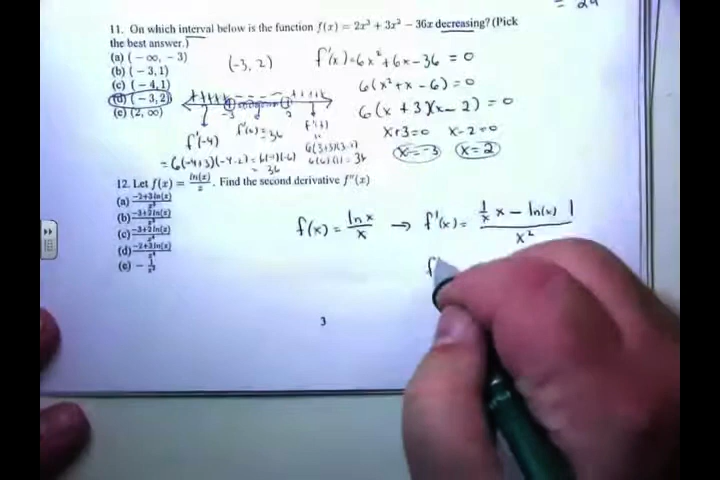 = 24
11. On which interval below is the function f(x) = 2x³ + 3x² − 36x decreasing? (Pick
the best answer.)
(a) (−∞, −3)
(b) (−3, 1)
(c) (−4, 1)
(d) (−3, 2)
(e) (2, ∞)
(-3, 2)
f'(x) = 6x² + 6x - 36 = 0
6(x² + x - 6) = 0
6(x + 3)(x - 2) = 0
x+3=0 x-2=0
x=-3 x=2
++++ - - - - ++++
-3 2
f'(-4)
= 6(-4+3)(-4-2) = 6(-1)(-6)
= 36
f'(0) = -36
6(3+3)(3-2)
6(6)(1) = 36
12. Let f(x) = ln(x)/x. Find the second derivative f''(x)
(a)
(b)
(c)
(d)
(e)
f(x) = ln x / x → f'(x) = (1/x x - ln(x) 1) / x²
f
3